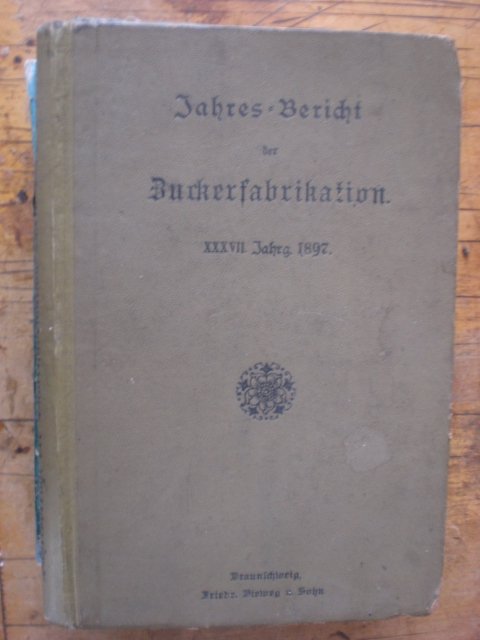 Jahres-Bericht
der
Zuckerfabrikation.
XXXVII. Jahrg. 1897.
Braunschweig,
Friedr. Vieweg & Sohn